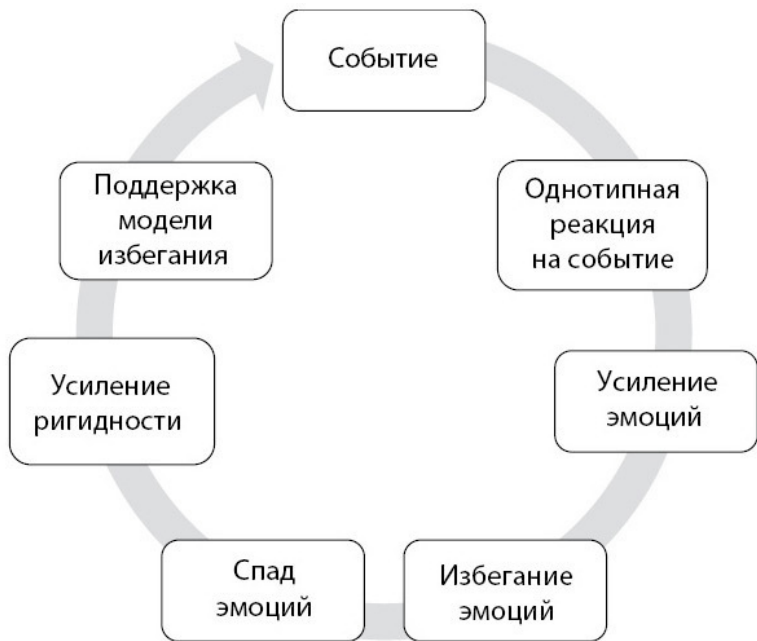 Событие
Однотипная
реакция
на событие
Усиление
эмоций
Избегание
эмоций
Спад
эмоций
Усиление
ригидности
Поддержка
модели
избегания